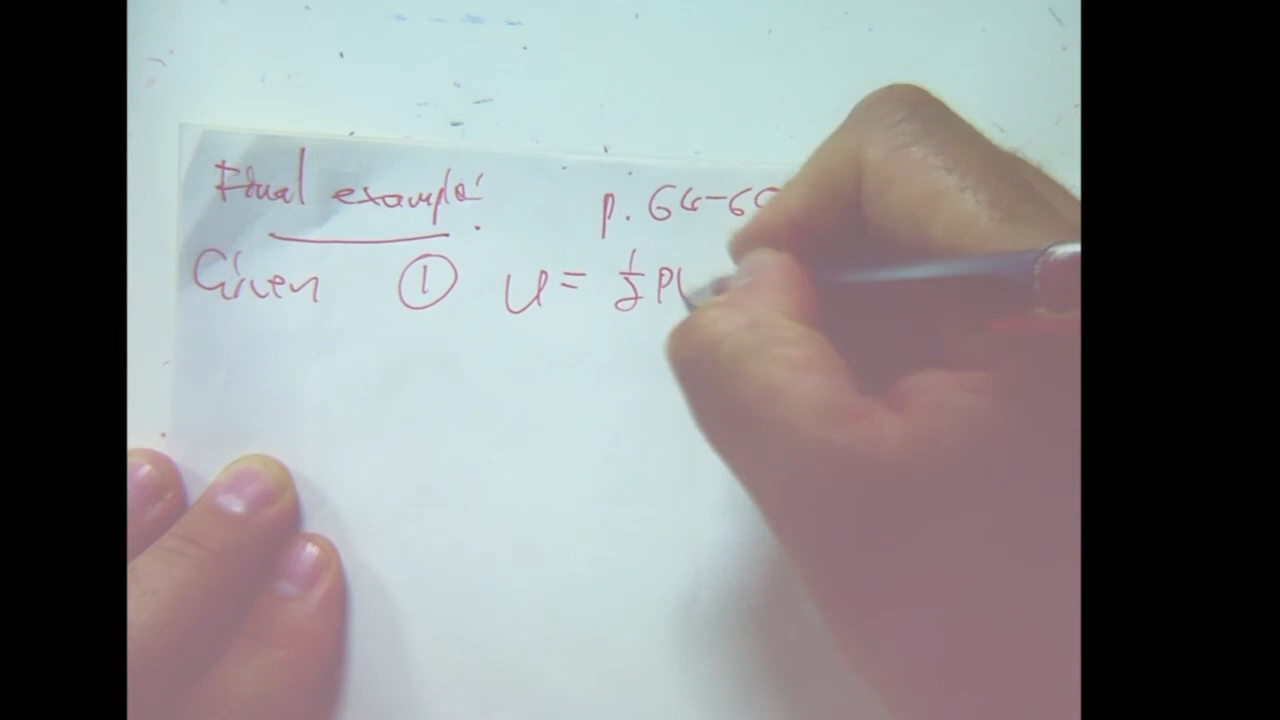 Final example: p. 64-6
Given ① U = 1/2 P